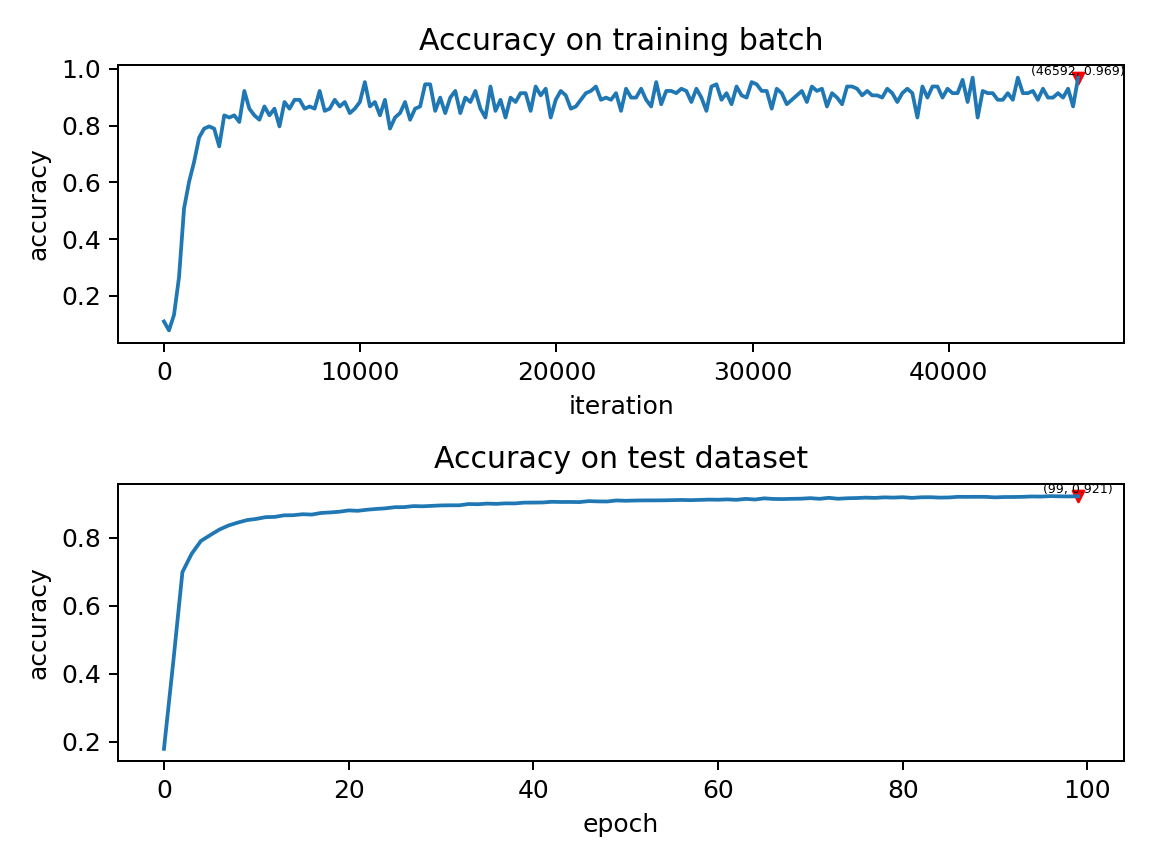 Accuracy on training batch
(46592, 0.969)
1.0
0.8
0.6
0.4
0.2
accuracy
0 10000 20000 30000 40000
iteration
Accuracy on test dataset
(99, 0.921)
0.8
0.6
0.4
0.2
accuracy
0 20 40 60 80 100
epoch